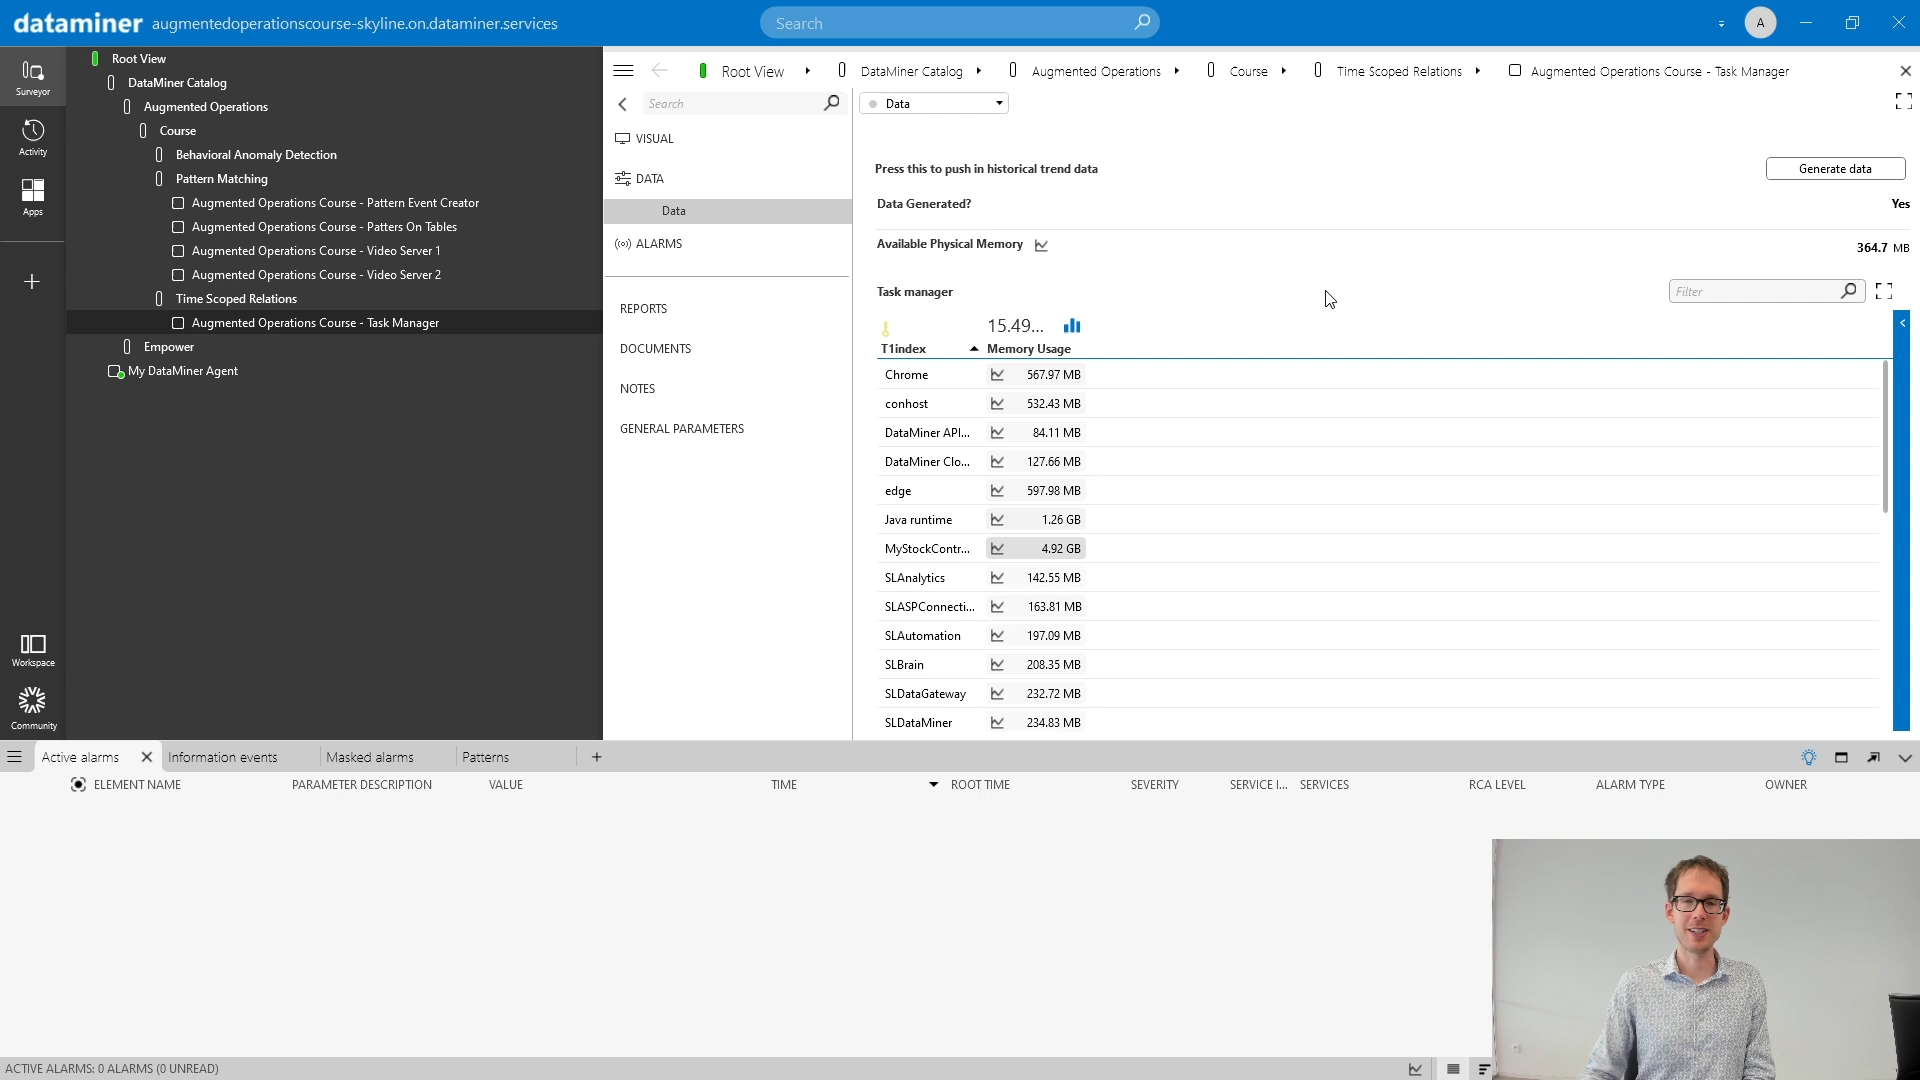 dataminer augmentedoperationscourse-skyline.on.dataminer.services
Search
A
Surveyor
Activity
Apps
Workspace
Community
Root View
DataMiner Catalog
Augmented Operations
Course
Behavioral Anomaly Detection
Pattern Matching
Augmented Operations Course - Pattern Event Creator
Augmented Operations Course - Patters On Tables
Augmented Operations Course - Video Server 1
Augmented Operations Course - Video Server 2
Time Scoped Relations
Augmented Operations Course - Task Manager
Empower
My DataMiner Agent
Root View DataMiner Catalog Augmented Operations Course Time Scoped Relations Augmented Operations Course - Task Manager
Search
VISUAL
DATA
Data
ALARMS
REPORTS
DOCUMENTS
NOTES
GENERAL PARAMETERS
Data
Press this to push in historical trend data Generate data
Data Generated? Yes
Available Physical Memory 364.7 MB
Task manager Filter
15.49...
T1index Memory Usage
Chrome 567.97 MB
conhost 532.43 MB
DataMiner API... 84.11 MB
DataMiner Clo... 127.66 MB
edge 597.98 MB
Java runtime 1.26 GB
MyStockContr... 4.92 GB
SLAnalytics 142.55 MB
SLASPConnecti... 163.81 MB
SLAutomation 197.09 MB
SLBrain 208.35 MB
SLDataGateway 232.72 MB
SLDataMiner 234.83 MB
Active alarms Information events Masked alarms Patterns
ELEMENT NAME PARAMETER DESCRIPTION VALUE TIME ROOT TIME SEVERITY SERVICE I... SERVICES RCA LEVEL ALARM TYPE OWNER
ACTIVE ALARMS: 0 ALARMS (0 UNREAD)